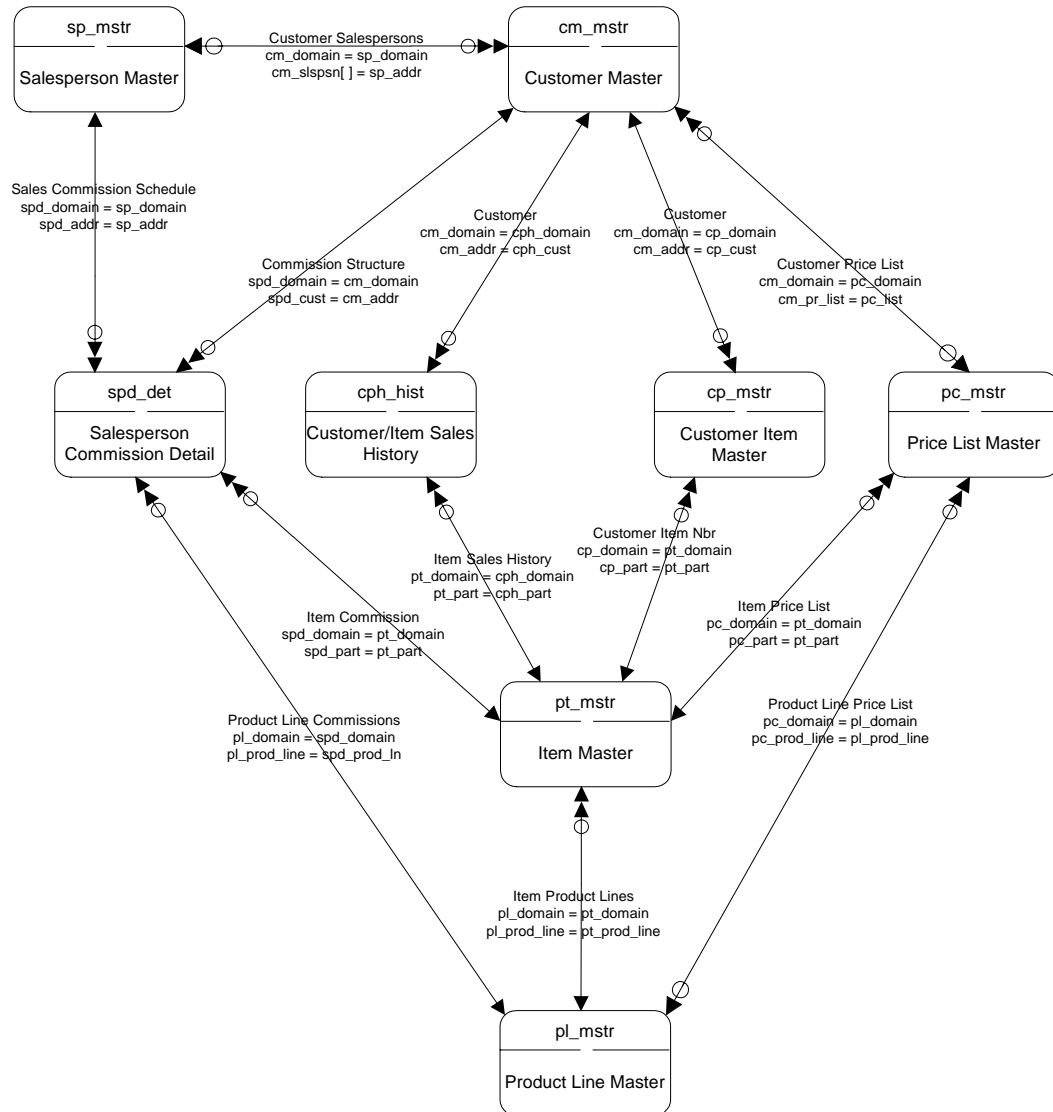 sp_mstr
Salesperson Master
Customer Salespersons
cm_domain = sp_domain
cm_slspsn[ ] = sp_addr
cm_mstr
Customer Master
Sales Commission Schedule
spd_domain = sp_domain
spd_addr = sp_addr
Commission Structure
spd_domain = cm_domain
spd_cust = cm_addr
Customer
cm_domain = cph_domain
cm_addr = cph_cust
Customer
cm_domain = cp_domain
cm_addr = cp_cust
Customer Price List
cm_domain = pc_domain
cm_pr_list = pc_list
spd_det
Salesperson
Commission Detail
cph_hist
Customer/Item Sales
History
cp_mstr
Customer Item
Master
pc_mstr
Price List Master
Item Commission
spd_domain = pt_domain
spd_part = pt_part
Item Sales History
pt_domain = cph_domain
pt_part = cph_part
Customer Item Nbr
cp_domain = pt_domain
cp_part = pt_part
Item Price List
pc_domain = pt_domain
pc_part = pt_part
Product Line Commissions
pl_domain = spd_domain
pl_prod_line = spd_prod_ln
pt_mstr
Item Master
Product Line Price List
pc_domain = pl_domain
pc_prod_line = pl_prod_line
Item Product Lines
pl_domain = pt_domain
pl_prod_line = pt_prod_line
pl_mstr
Product Line Master